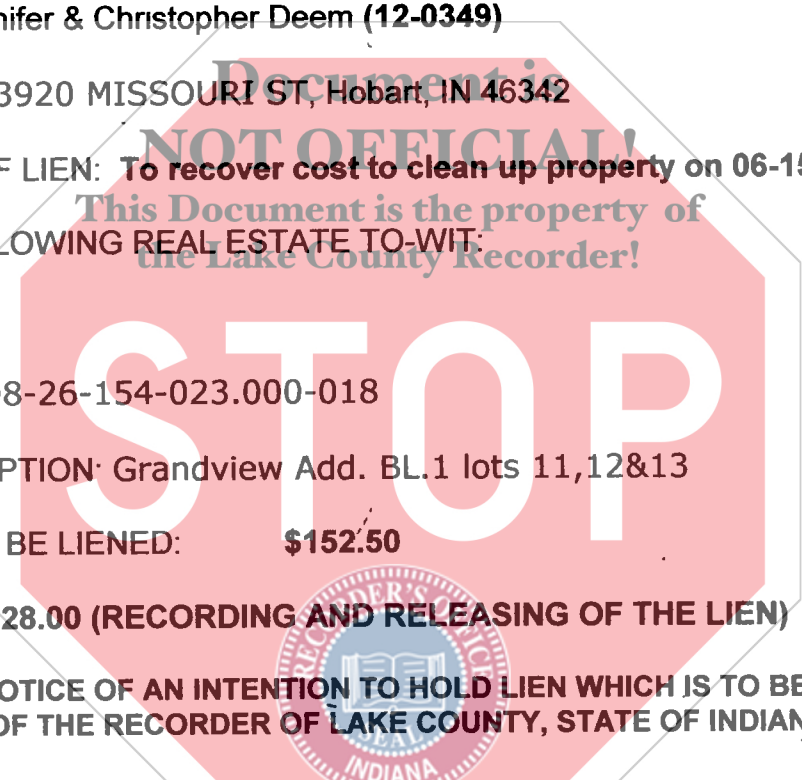 nifer & Christopher Deem (12-0349)
Document is
3920 MISSOURI ST, Hobart, IN 46342
NOT OFFICIAL!
F LIEN: To recover cost to clean up property on 06-15
This Document is the property of
LOWING REAL ESTATE TO-WIT:
the Lake County Recorder!
STOP
8-26-154-023.000-018
PTION: Grandview Add. BL.1 lots 11,12&13
BE LIENED: $152.50
28.00 (RECORDING AND RELEASING OF THE LIEN)
OTICE OF AN INTENTION TO HOLD LIEN WHICH IS TO BE
OF THE RECORDER OF LAKE COUNTY, STATE OF INDIAN
RECORDER'S OFFICE
SEAL
INDIANA